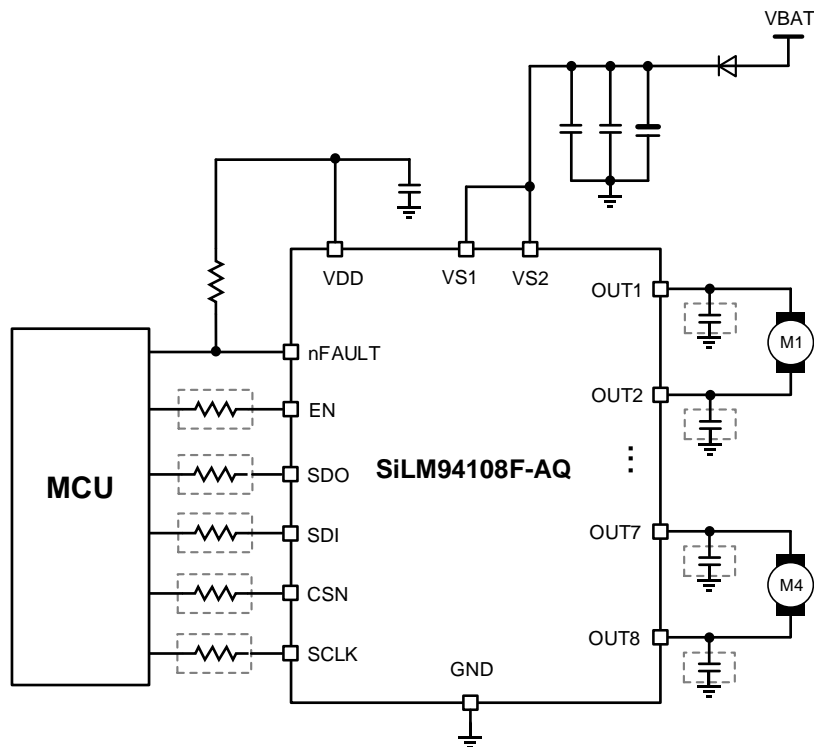 VBAT
VDD
VS1
VS2
OUT1
nFAULT
M1
EN
OUT2
MCU
SDO
SiLM94108F-AQ
⋮
SDI
OUT7
CSN
M4
SCLK
OUT8
GND